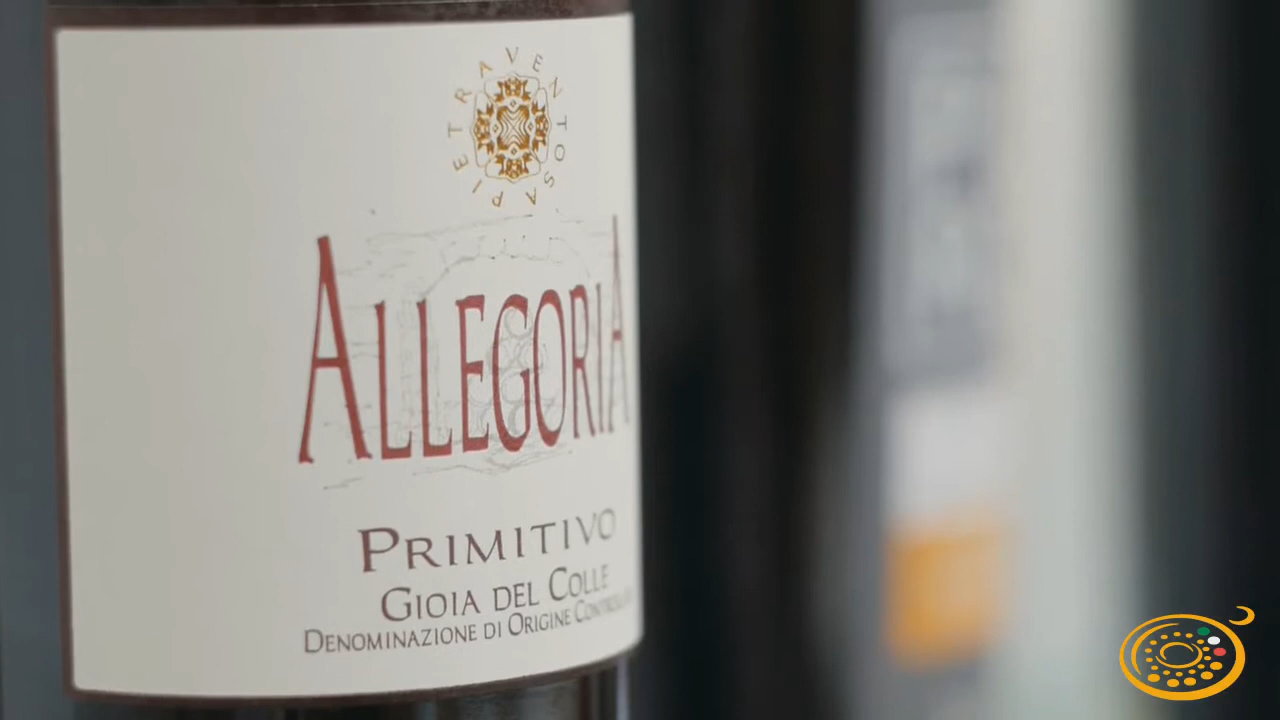 PIETRAVENTOSA
ALLEGORIA
PRIMITIVO
GIOIA DEL COLLE
DENOMINAZIONE DI ORIGINE